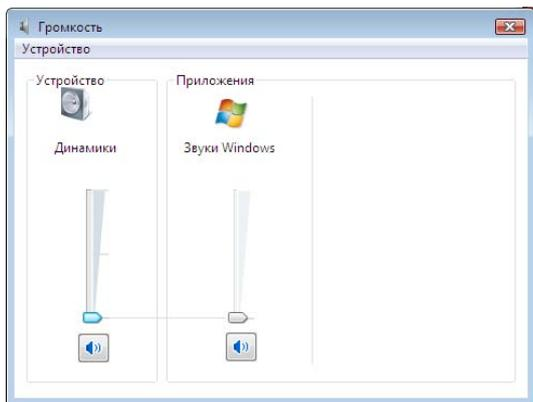 Громкость
Устройство
Устройство Приложения
Динамики Звуки Windows